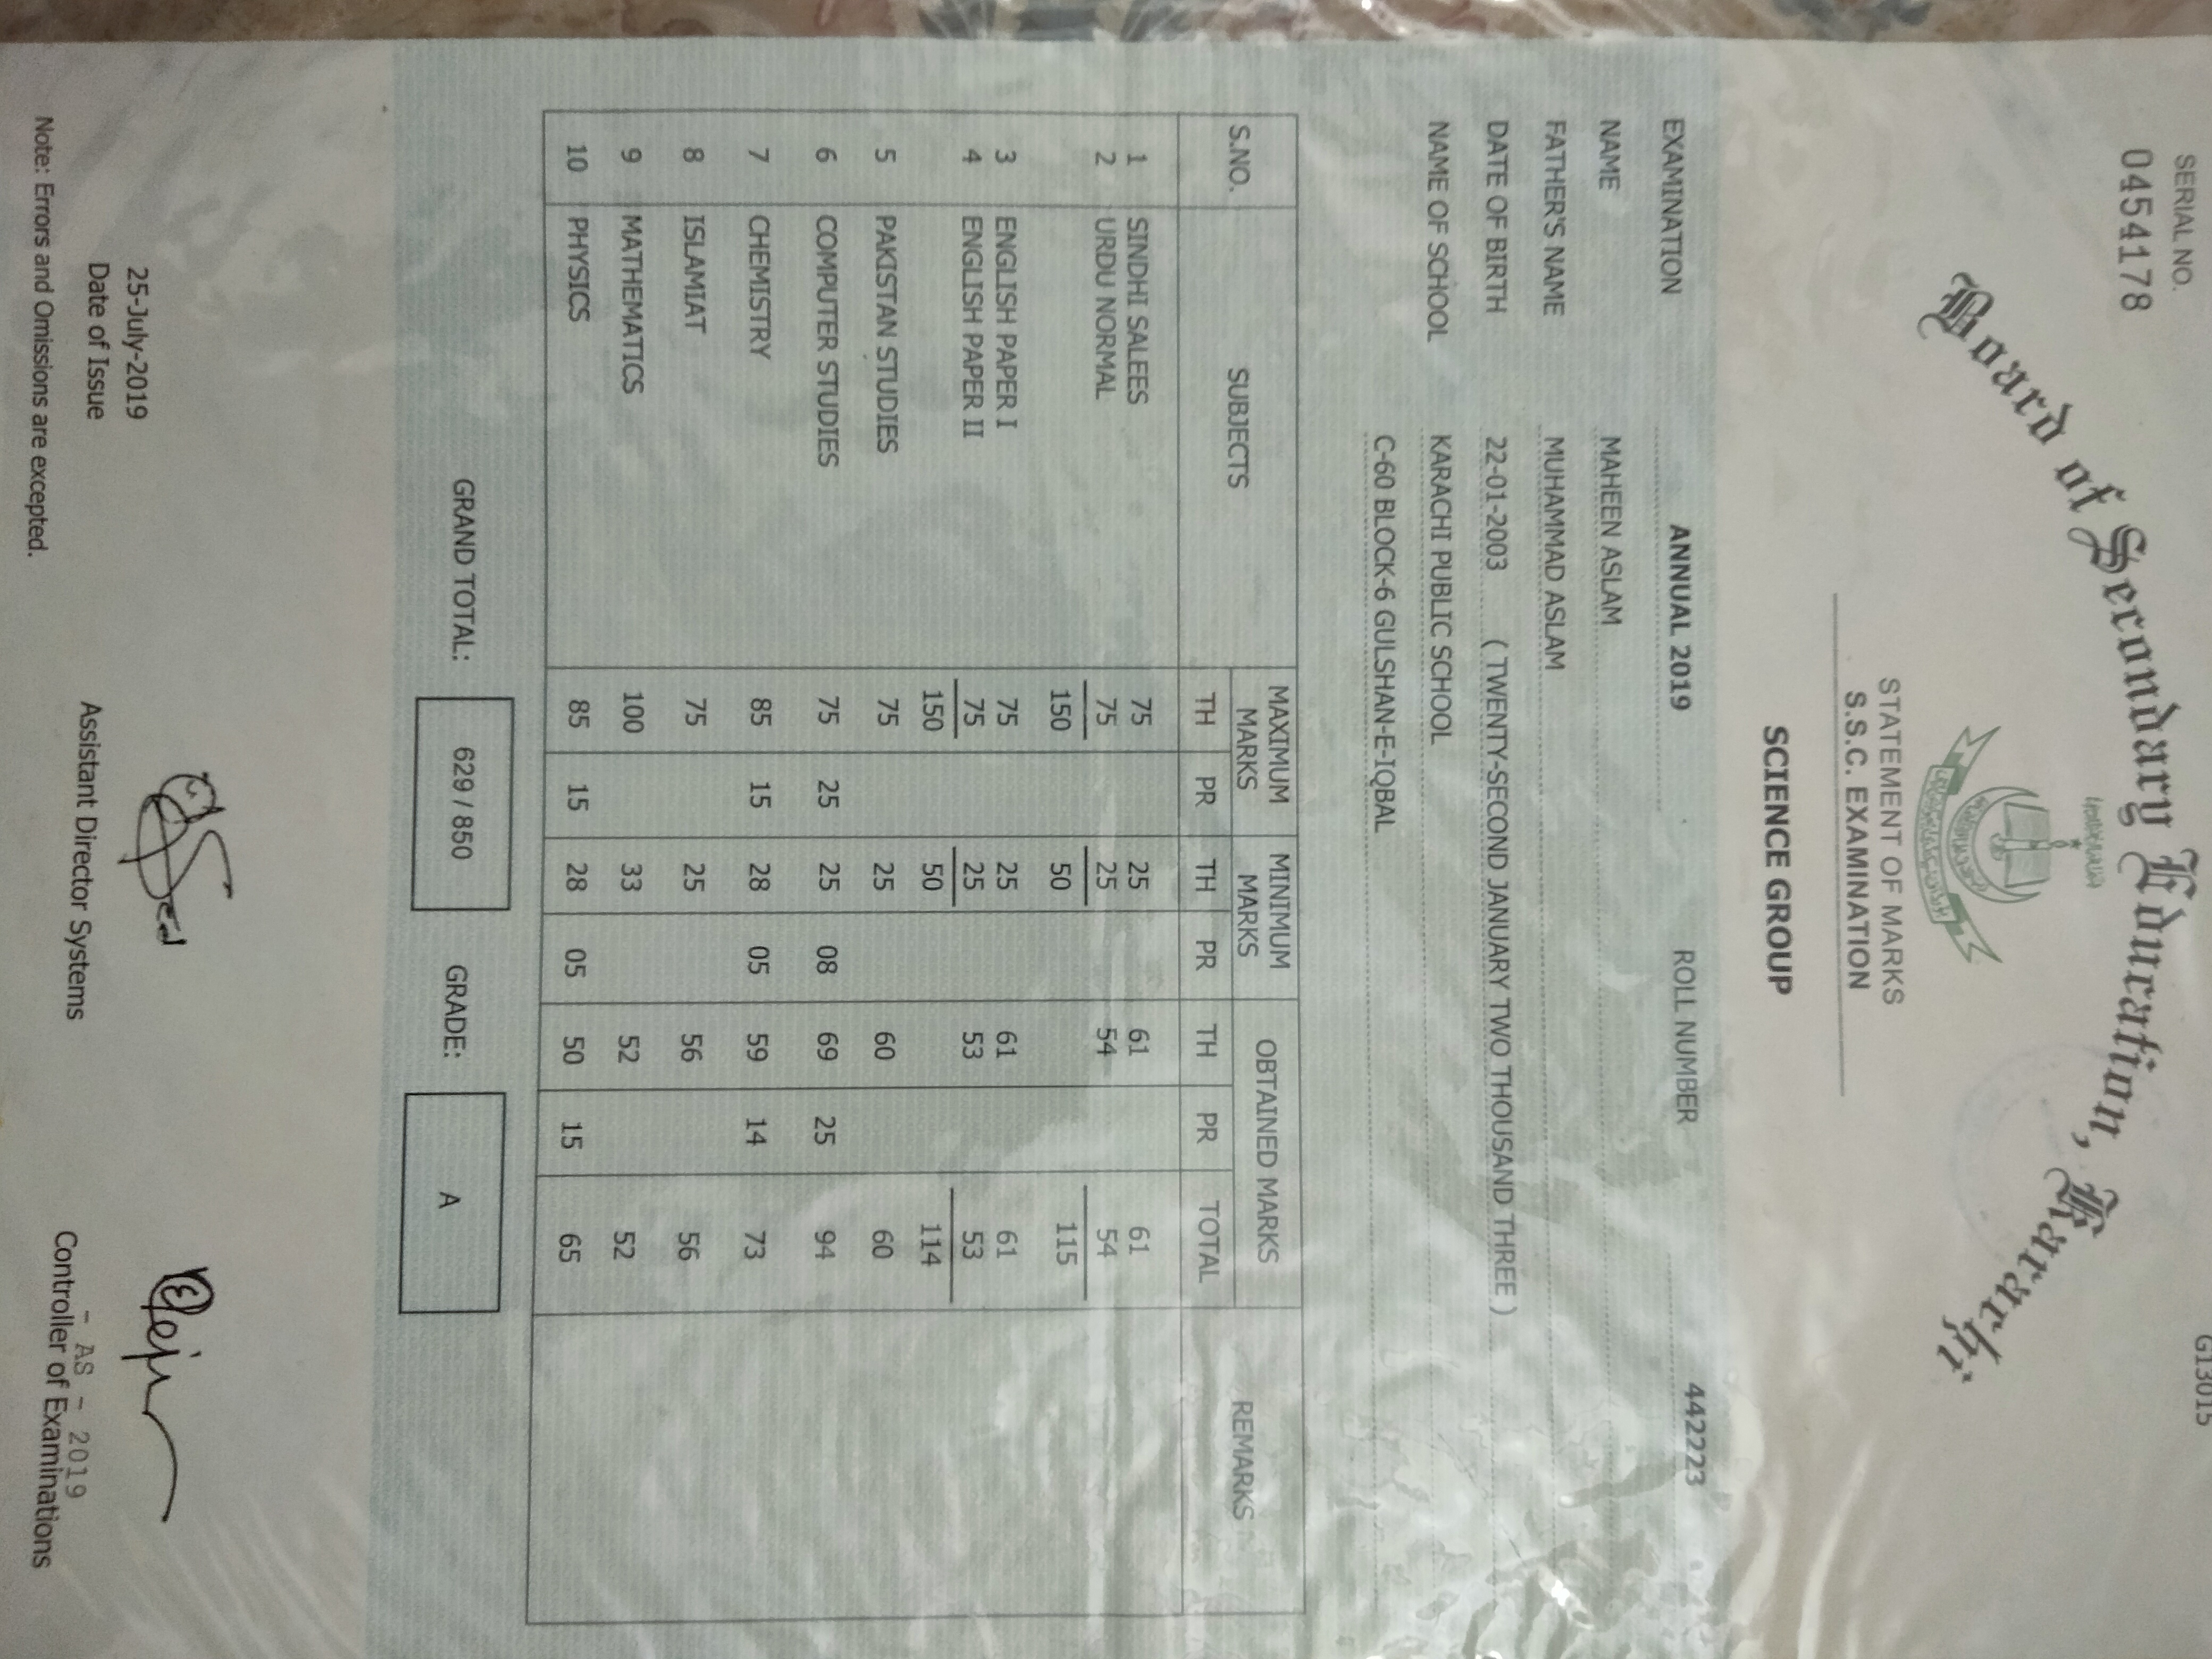 SERIAL NO.
0454178
G13015
Board of Secondary Education, Karachi
STATEMENT OF MARKS
S.S.C. EXAMINATION
SCIENCE GROUP
EXAMINATION ANNUAL 2019 ROLL NUMBER 442223
NAME MAHEEN ASLAM
FATHER'S NAME MUHAMMAD ASLAM
DATE OF BIRTH 22-01-2003 ( TWENTY-SECOND JANUARY TWO THOUSAND THREE )
NAME OF SCHOOL KARACHI PUBLIC SCHOOL
C-60 BLOCK-6 GULSHAN-E-IQBAL
S.NO. SUBJECTS MAXIMUM MARKS MINIMUM MARKS OBTAINED MARKS REMARKS
TH PR TH PR TH PR TOTAL
1 SINDHI SALEES 75 25 61 61
2 URDU NORMAL 75 25 54 54
150 50 115
3 ENGLISH PAPER I 75 25 61 61
4 ENGLISH PAPER II 75 25 53 53
150 50 114
5 PAKISTAN STUDIES 75 25 60 60
6 COMPUTER STUDIES 75 25 25 08 69 25 94
7 CHEMISTRY 85 15 28 05 59 14 73
8 ISLAMIAT 75 25 56 56
9 MATHEMATICS 100 33 52 52
10 PHYSICS 85 15 28 05 50 15 65
GRAND TOTAL: 629 / 850 GRADE: A
25-July-2019
Date of Issue
Assistant Director Systems
- AS - 2019
Controller of Examinations
Note: Errors and Omissions are excepted.